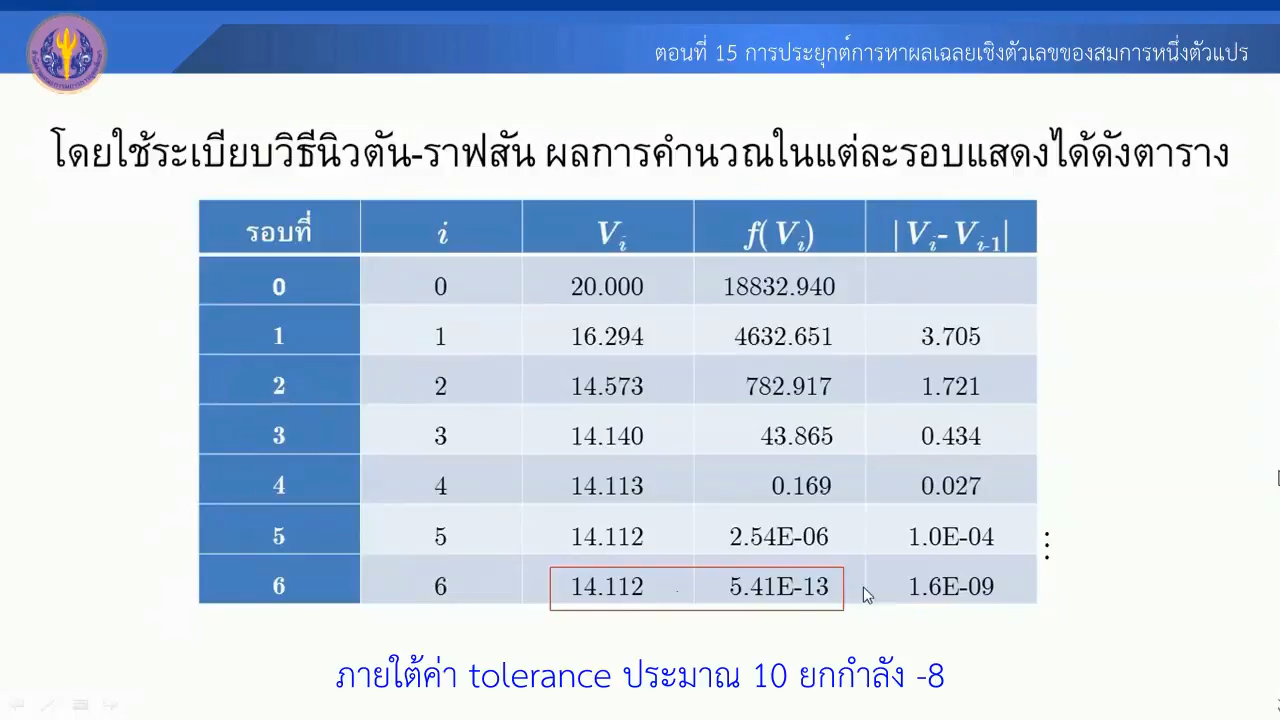 ตอนที่ 15 การประยุกต์การหาผลเฉลยเชิงตัวเลขของสมการหนึ่งตัวแปร
โดยใช้ระเบียบวิธีนิวตัน-ราฟสัน ผลการคำนวณในแต่ละรอบแสดงได้ดังตาราง
รอบที่ i Vi f( Vi) | Vi- Vi-1|
0 0 20.000 18832.940
1 1 16.294 4632.651 3.705
2 2 14.573 782.917 1.721
3 3 14.140 43.865 0.434
4 4 14.113 0.169 0.027
5 5 14.112 2.54E-06 1.0E-04
6 6 14.112 5.41E-13 1.6E-09
ภายใต้ค่า tolerance ประมาณ 10 ยกกำลัง -8